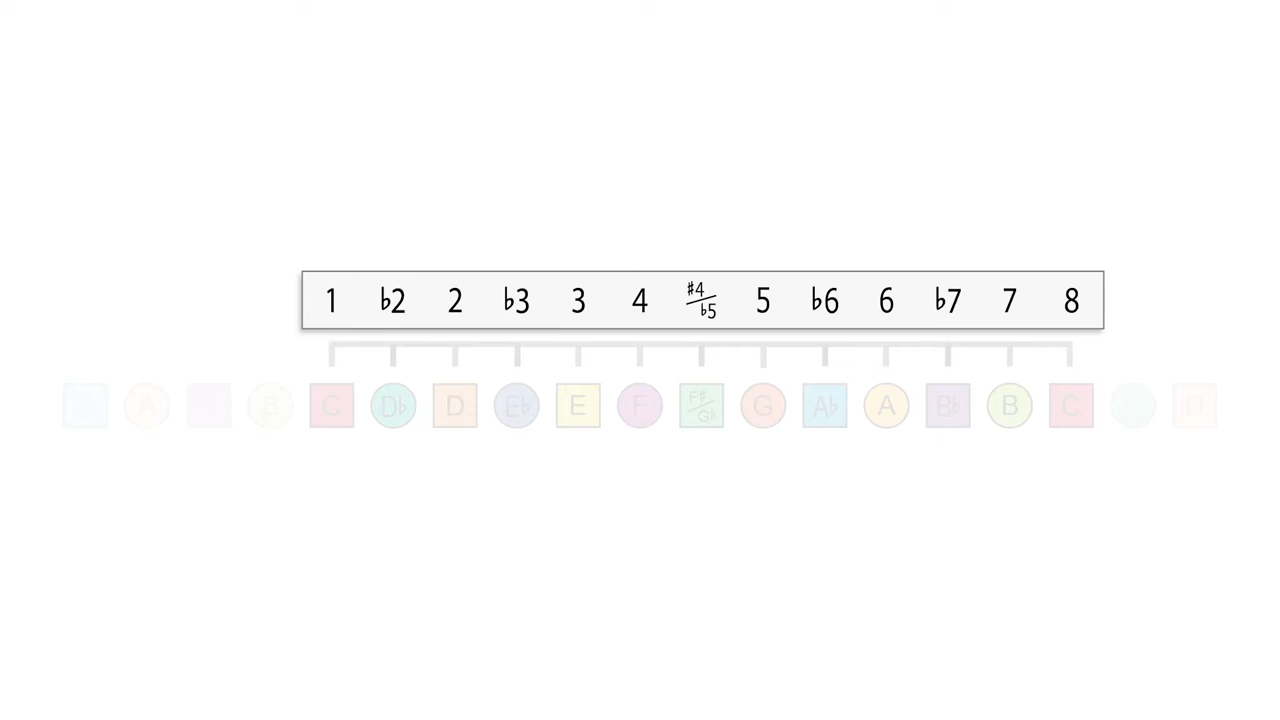 1 ♭2 2 ♭3 3 4 ♯4/♭5 5 ♭6 6 ♭7 7 8
A B C D♭ D E♭ E F F#/G♭ G A♭ A B♭ B C D